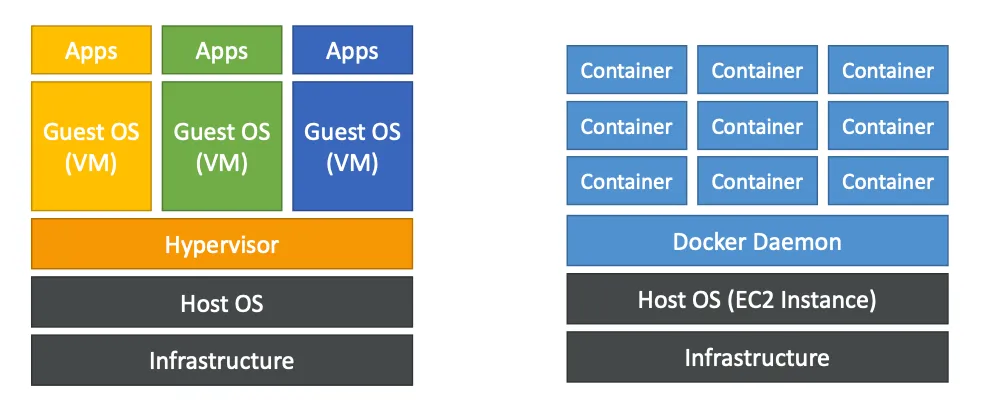 Apps
Apps
Apps
Guest OS
(VM)
Guest OS
(VM)
Guest OS
(VM)
Hypervisor
Host OS
Infrastructure
Container
Container
Container
Container
Container
Container
Container
Container
Container
Docker Daemon
Host OS (EC2 Instance)
Infrastructure